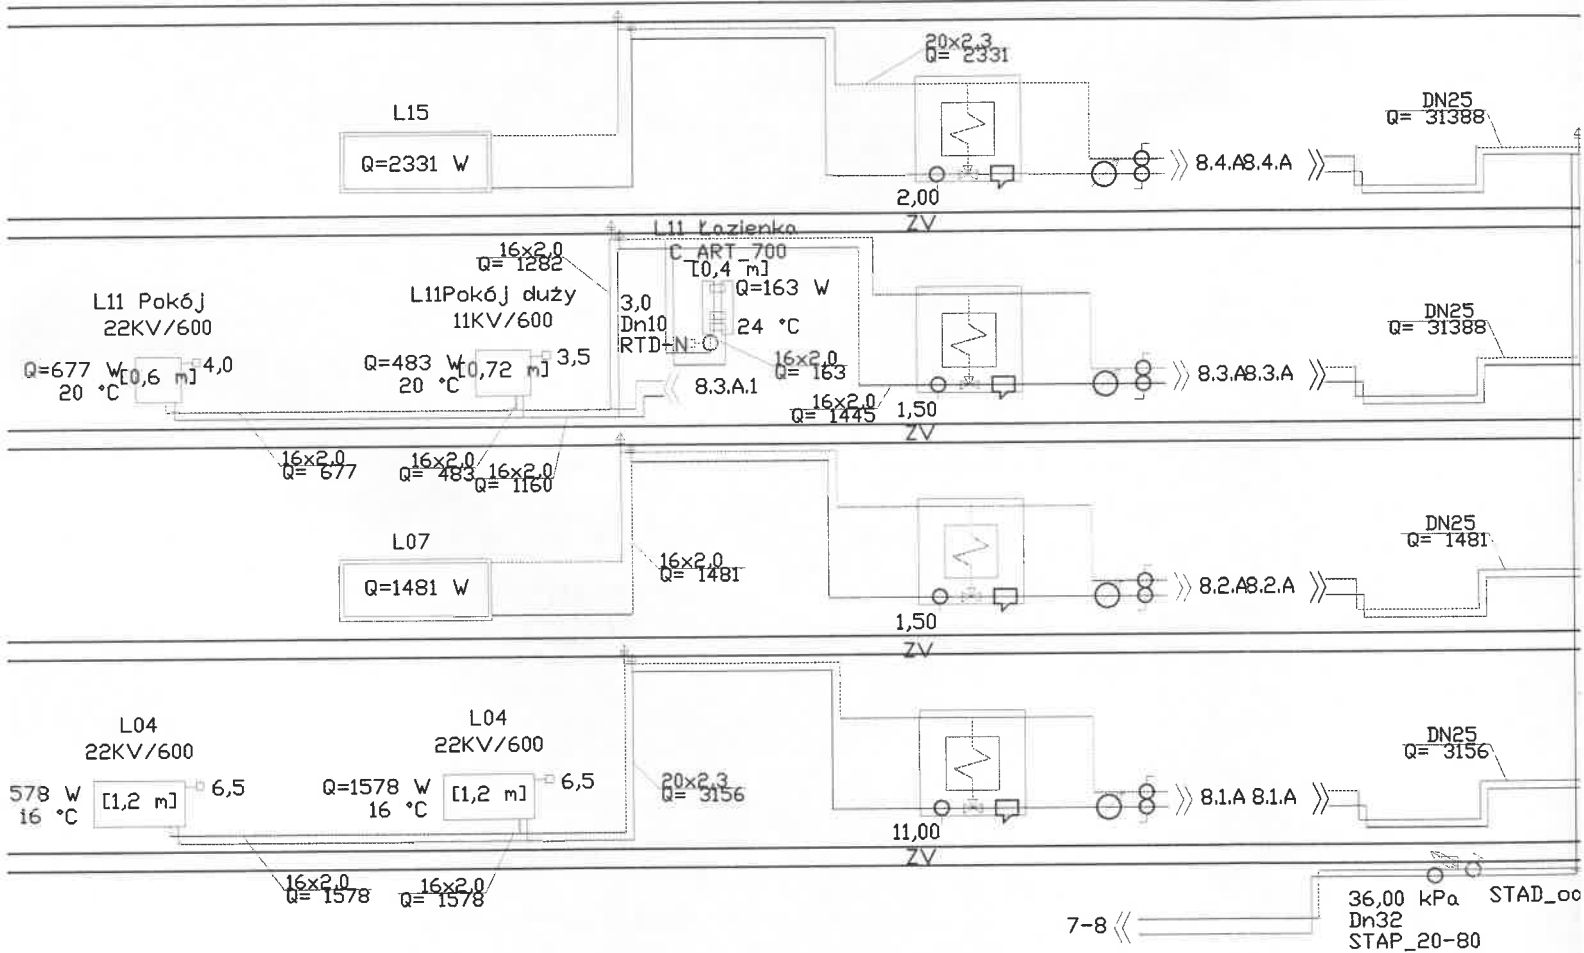 20x2,3
Q= 2331
L15
Q=2331 W
DN25
Q= 31388
8.4.A8.4.A
2,00
ZV
L11 Łazienka
C_ART_700
[0,4 m]
Q=163 W
24 °C
16x2,0
Q= 1282
L11 Pokój
22KV/600
L11Pokój duży
11KV/600
3,0
Dn10
RTD-N
Q=677 W
20 °C
[0,6 m]
4,0
Q=483 W
20 °C
[0,72 m]
3,5
16x2,0
Q= 163
8.3.A.1
16x2,0
Q= 1445
1,50
ZV
8.3.A8.3.A
DN25
Q= 31388
16x2,0
Q= 677
16x2,0
Q= 483
16x2,0
Q= 1160
L07
Q=1481 W
16x2,0
Q= 1481
1,50
ZV
8.2.A8.2.A
DN25
Q= 1481
L04
22KV/600
L04
22KV/600
578 W
16 °C
[1,2 m]
6,5
Q=1578 W
16 °C
[1,2 m]
6,5
20x2,3
Q= 3156
11,00
ZV
8.1.A 8.1.A
DN25
Q= 3156
16x2,0
Q= 1578
16x2,0
Q= 1578
7-8
36,00 kPa
Dn32
STAP_20-80